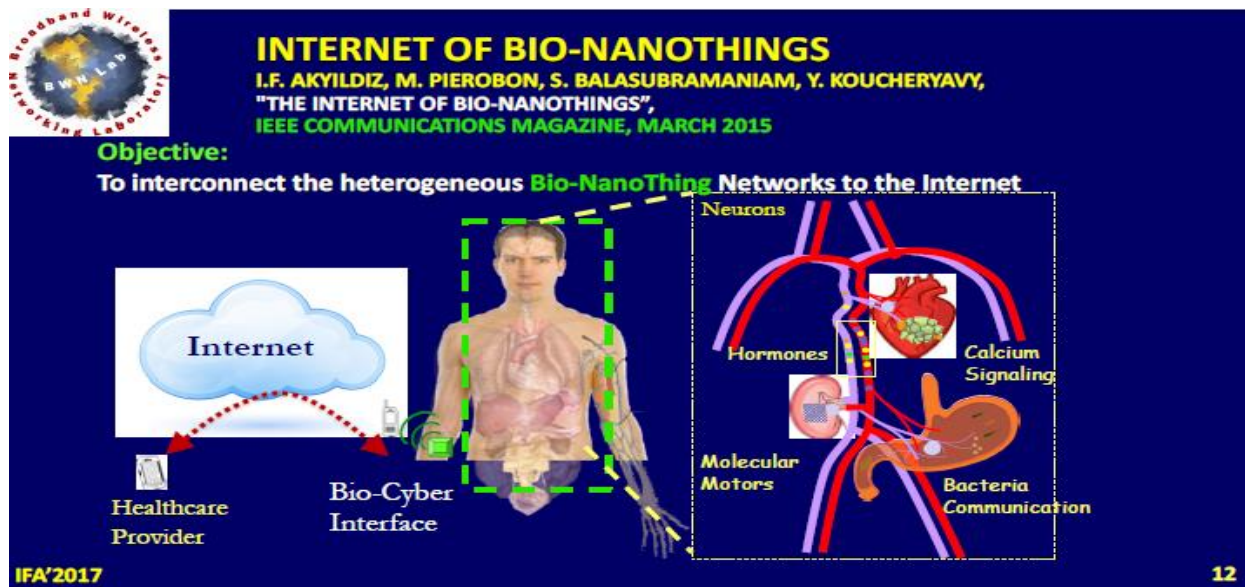 Broadband Wireless
Networking Laboratory
BWN Lab
INTERNET OF BIO-NANOTHINGS
I.F. AKYILDIZ, M. PIEROBON, S. BALASUBRAMANIAM, Y. KOUCHERYAVY,
"THE INTERNET OF BIO-NANOTHINGS”,
IEEE COMMUNICATIONS MAGAZINE, MARCH 2015
Objective:
To interconnect the heterogeneous Bio-NanoThing Networks to the Internet
Neurons
Internet
Hormones
Calcium
Signaling
Molecular
Motors
Bacteria
Communication
Healthcare
Provider
Bio-Cyber
Interface
IFA'2017
12